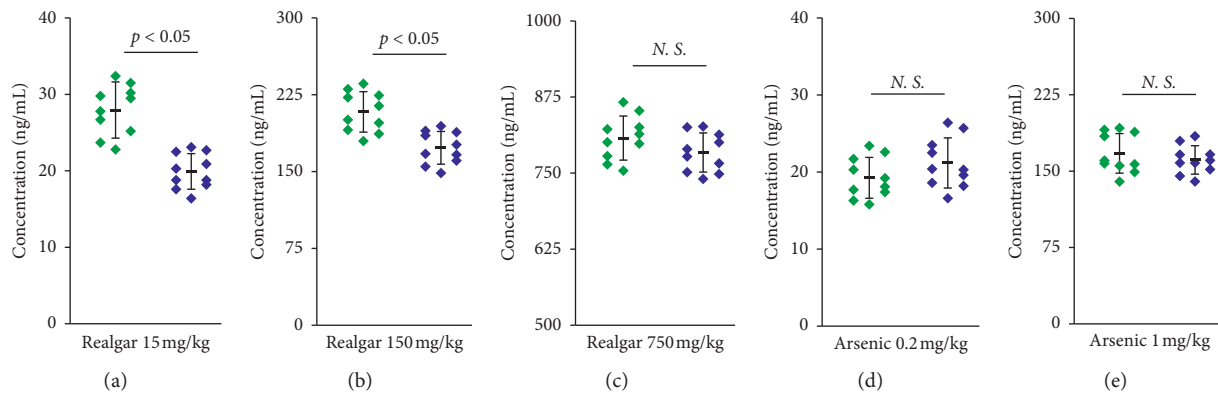 Concentration (ng/mL)
40
30
20
10
0
p < 0.05
Realgar 15 mg/kg
(a)
Concentration (ng/mL)
300
225
150
75
0
p < 0.05
Realgar 150 mg/kg
(b)
Concentration (ng/mL)
1000
875
750
625
500
N. S.
Realgar 750 mg/kg
(c)
Concentration (ng/mL)
40
30
20
10
0
N. S.
Arsenic 0.2 mg/kg
(d)
Concentration (ng/mL)
300
225
150
75
0
N. S.
Arsenic 1 mg/kg
(e)